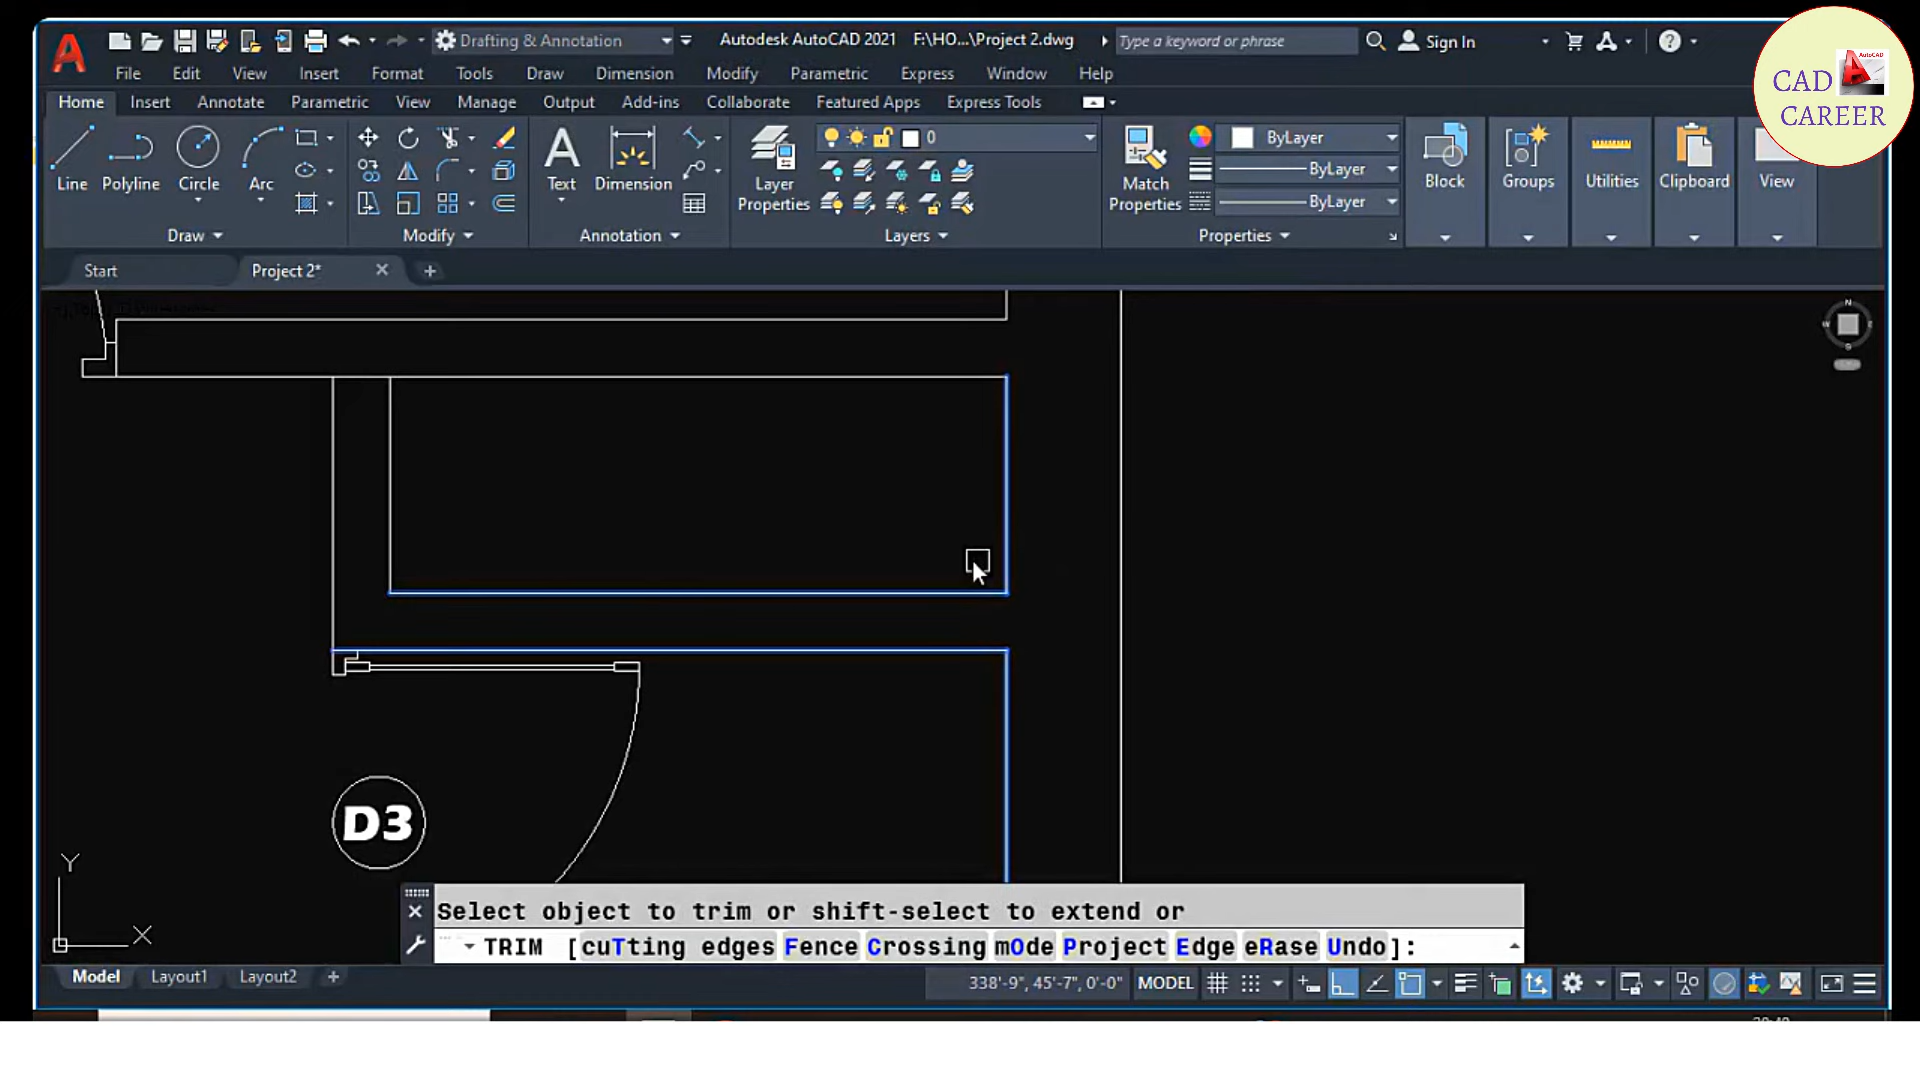 Drafting & Annotation
Autodesk AutoCAD 2021 F:\HO...\Project 2.dwg
Type a keyword or phrase
Sign In
CAD
CAREER
File Edit View Insert Format Tools Draw Dimension Modify Parametric Express Window Help
Home Insert Annotate Parametric View Manage Output Add-ins Collaborate Featured Apps Express Tools
0
ByLayer
ByLayer
ByLayer
Line Polyline Circle Arc
Text Dimension
Layer
Properties
Match
Properties
Block Groups Utilities Clipboard View
Draw Modify Annotation Layers Properties
Start Project 2*
N
D3
Y
X
Select object to trim or shift-select to extend or
TRIM [cuTting edges Fence Crossing mOde Project Edge eRase Undo]:
Model Layout1 Layout2 +
338'-9", 45'-7", 0'-0" MODEL